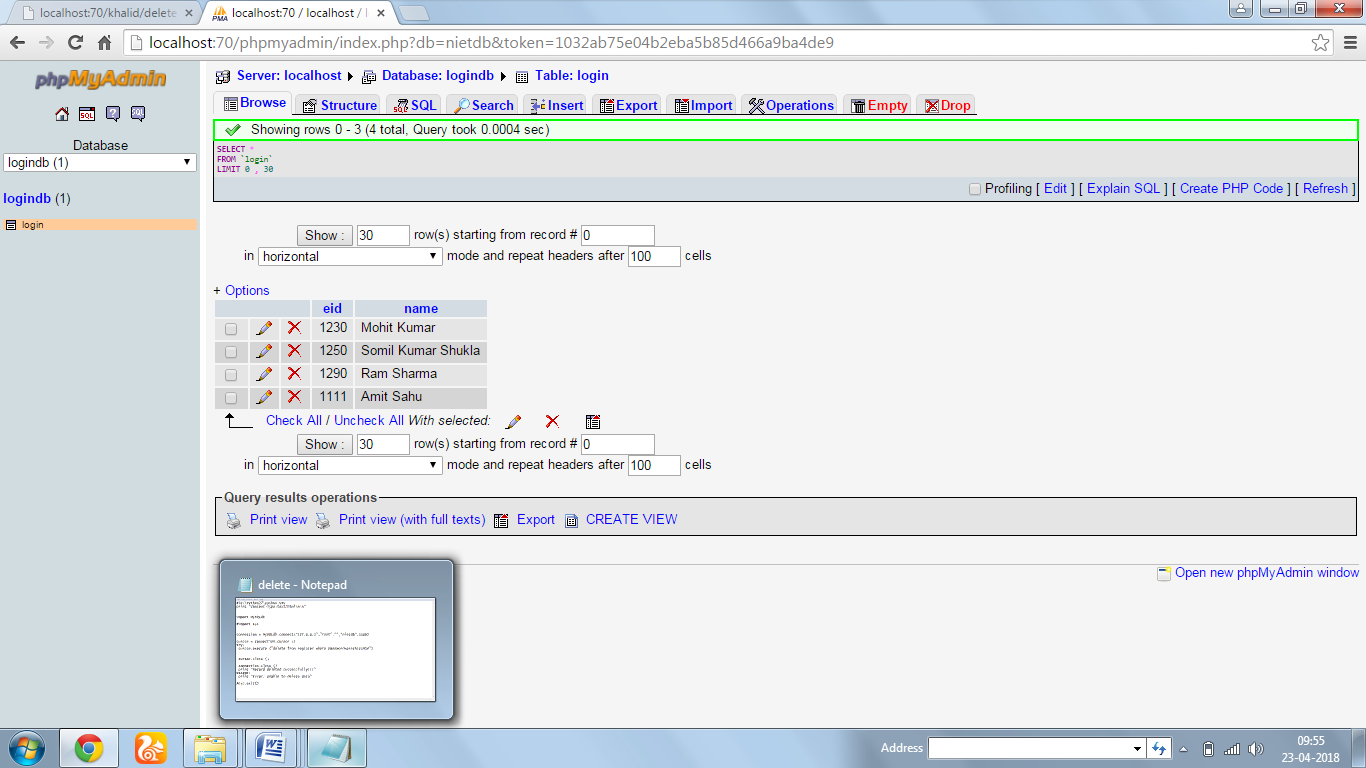 localhost:70/khalid/delete
localhost:70 / localhost / l
localhost:70/phpmyadmin/index.php?db=nietdb&token=1032ab75e04b2eba5b85d466a9ba4de9
phpMyAdmin
SQL
Database
logindb (1)
logindb (1)
login
Server: localhost Database: logindb Table: login
Browse Structure SQL Search Insert Export Import Operations Empty Drop
Showing rows 0 - 3 (4 total, Query took 0.0004 sec)
SELECT *
FROM `login`
LIMIT 0 , 30
Profiling [ Edit ] [ Explain SQL ] [ Create PHP Code ] [ Refresh ]
Show : 30 row(s) starting from record # 0
in horizontal mode and repeat headers after 100 cells
+ Options
eid name
1230 Mohit Kumar
1250 Somil Kumar Shukla
1290 Ram Sharma
1111 Amit Sahu
Check All / Uncheck All With selected:
Show : 30 row(s) starting from record # 0
in horizontal mode and repeat headers after 100 cells
Query results operations
Print view Print view (with full texts) Export CREATE VIEW
Open new phpMyAdmin window
delete - Notepad
Address
09:55
23-04-2018